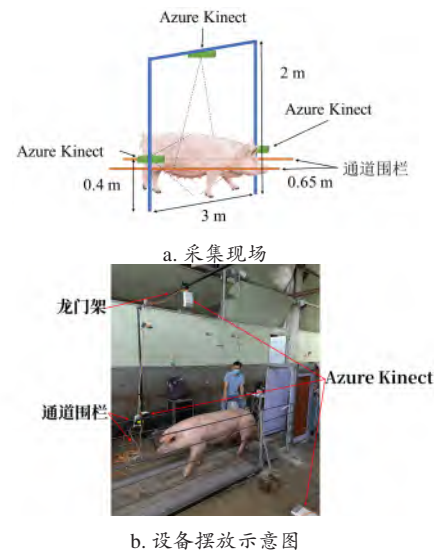 Azure Kinect
2 m
Azure Kinect
Azure Kinect
通道围栏
0.4 m
0.65 m
3 m
a. 采集现场
龙门架
Azure Kinect
通道围栏
b. 设备摆放示意图